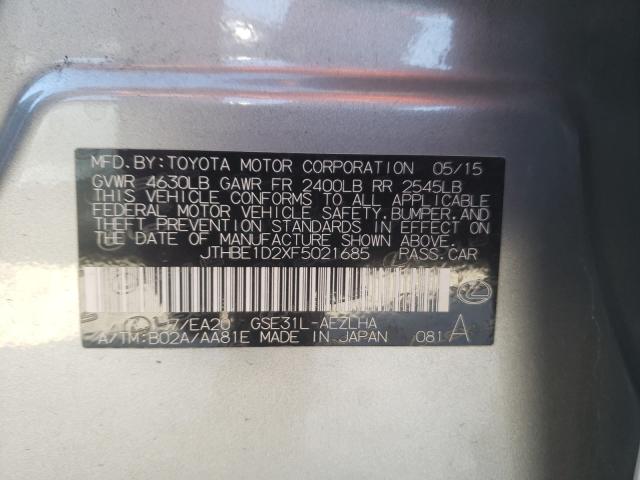 MFD. BY: TOYOTA MOTOR CORPORATION 05/15
GVWR 4630LB GAWR FR 2400LB RR 2545LB
THIS VEHICLE CONFORMS TO ALL APPLICABLE
FEDERAL MOTOR VEHICLE SAFETY, BUMPER, AND
THEFT PREVENTION STANDARDS IN EFFECT ON
THE DATE OF MANUFACTURE SHOWN ABOVE.
JTHBE1D2XF5021685 PASS. CAR
/EA20 GSE31L-AEZLHA
A/TM: B02A/AA81E MADE IN JAPAN 081 A